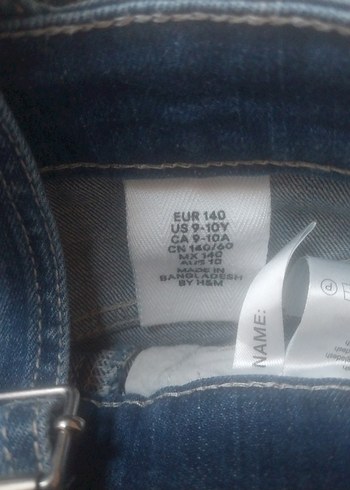 EUR 140
US 9-10Y
CA 9-10A
CN 140/60
MX 140
AUS 10
MADE IN
BANGLADESH
BY H&M
NAME:
P